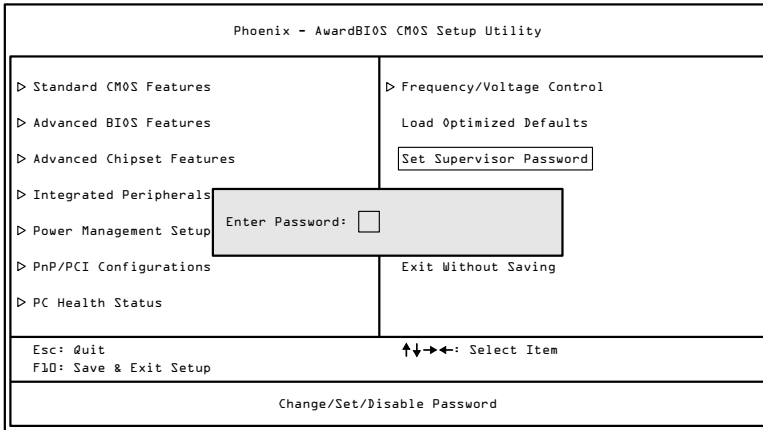 Phoenix - AwardBIOS CMOS Setup Utility
▷ Standard CMOS Features
▷ Advanced BIOS Features
▷ Advanced Chipset Features
▷ Integrated Peripherals
▷ Power Management Setup
▷ PnP/PCI Configurations
▷ PC Health Status
▷ Frequency/Voltage Control
Load Optimized Defaults
Set Supervisor Password
Exit Without Saving
Enter Password:
Esc: Quit
F10: Save & Exit Setup
↑↓→←: Select Item
Change/Set/Disable Password